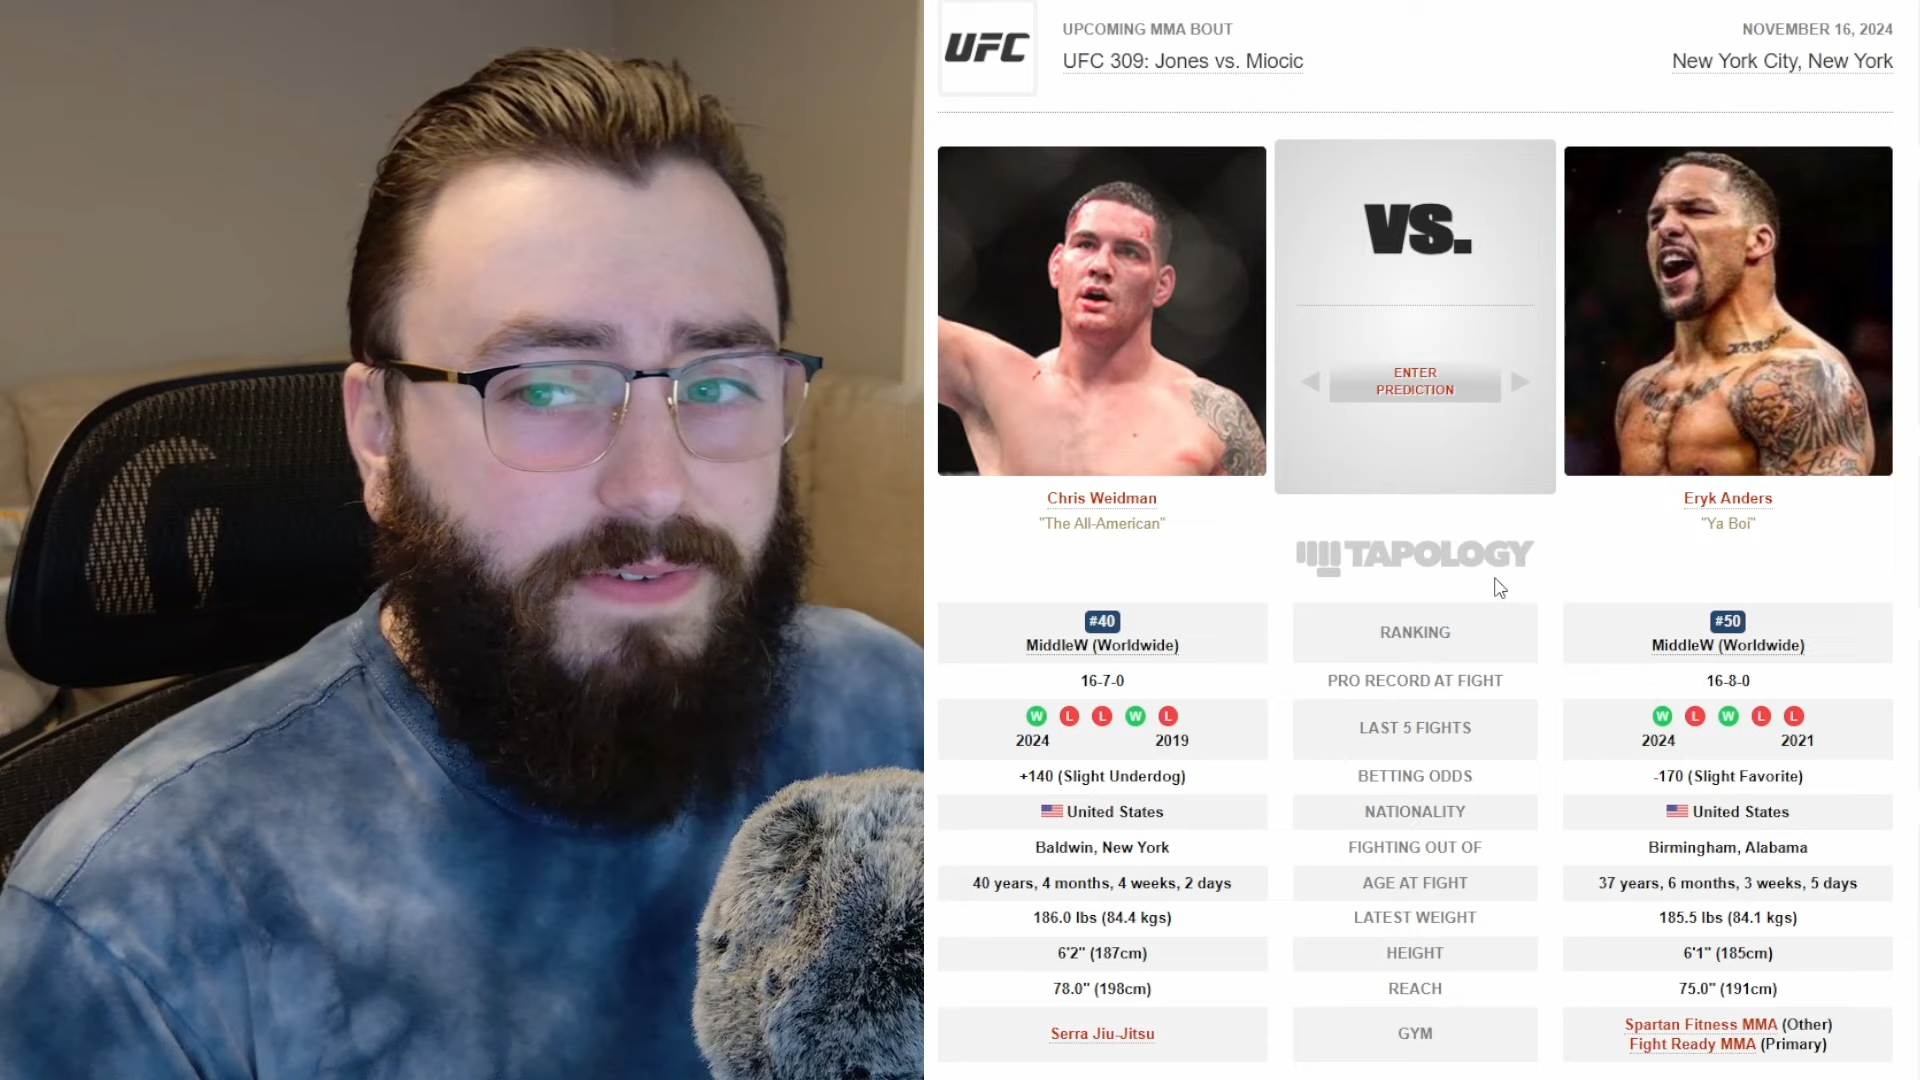 UFC
UPCOMING MMA BOUT
UFC 309: Jones vs. Miocic
NOVEMBER 16, 2024
New York City, New York
VS.
ENTER
PREDICTION
Chris Weidman
"The All-American"
Eryk Anders
"Ya Boi"
TAPOLOGY
#40
MiddleW (Worldwide)
RANKING
#50
MiddleW (Worldwide)
16-7-0
PRO RECORD AT FIGHT
16-8-0
W L L W L
2024 2019
LAST 5 FIGHTS
W L W L L
2024 2021
+140 (Slight Underdog)
BETTING ODDS
-170 (Slight Favorite)
United States
NATIONALITY
United States
Baldwin, New York
FIGHTING OUT OF
Birmingham, Alabama
40 years, 4 months, 4 weeks, 2 days
AGE AT FIGHT
37 years, 6 months, 3 weeks, 5 days
186.0 lbs (84.4 kgs)
LATEST WEIGHT
185.5 lbs (84.1 kgs)
6'2" (187cm)
HEIGHT
6'1" (185cm)
78.0" (198cm)
REACH
75.0" (191cm)
Serra Jiu-Jitsu
GYM
Spartan Fitness MMA (Other)
Fight Ready MMA (Primary)